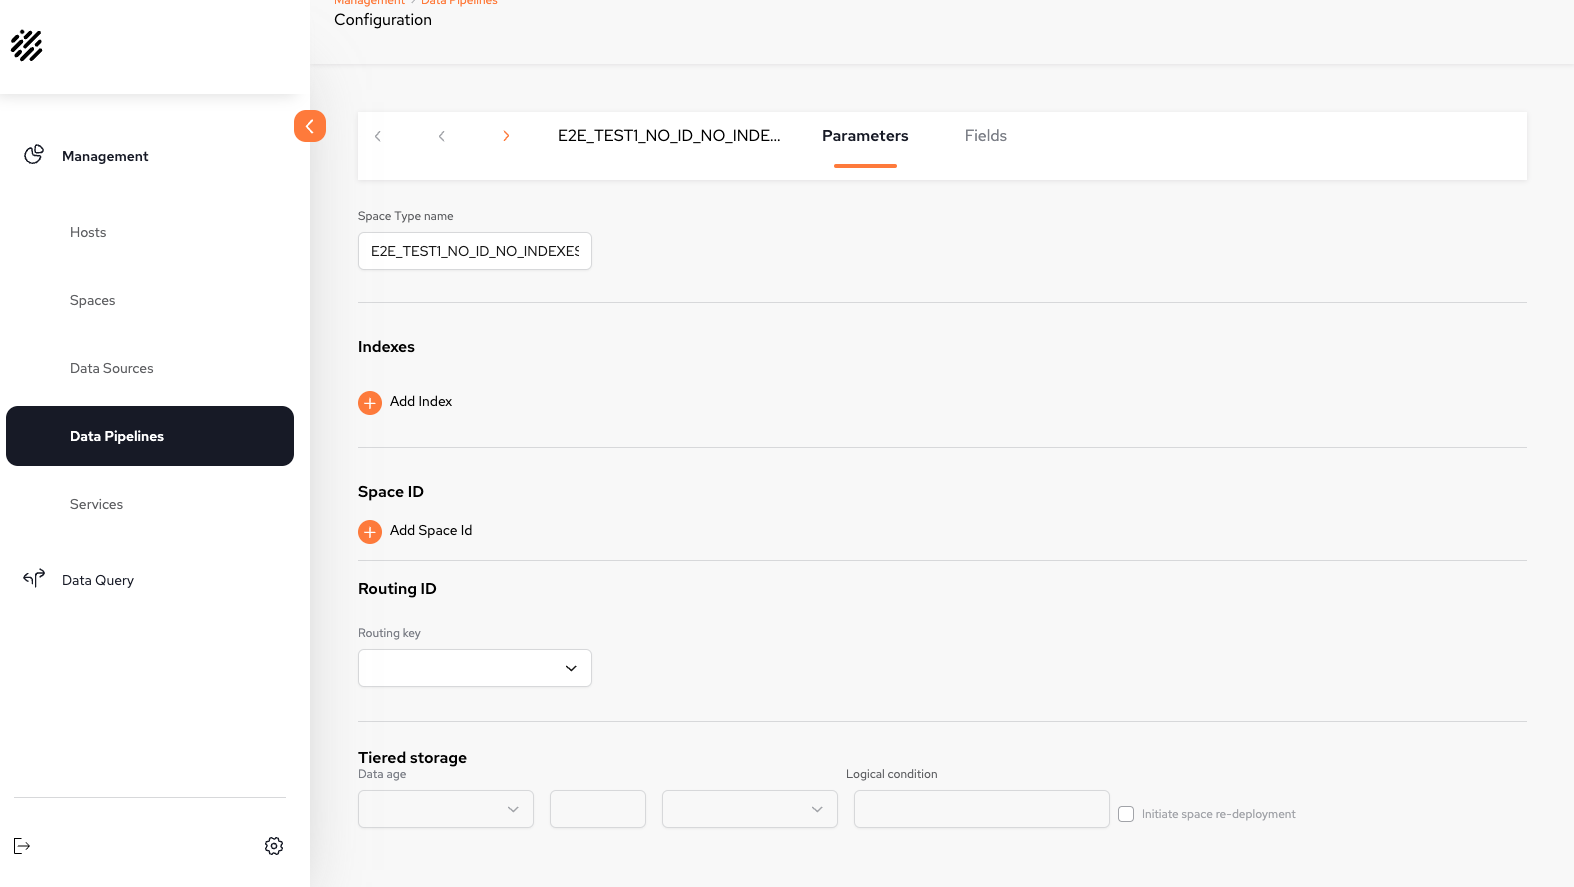 Management > Data Pipelines
Configuration
Management
Hosts
Spaces
Data Sources
Data Pipelines
Services
Data Query
E2E_TEST1_NO_ID_NO_INDE...
Parameters
Fields
Space Type name
E2E_TEST1_NO_ID_NO_INDEXES
Indexes
Add Index
Space ID
Add Space Id
Routing ID
Routing key
Tiered storage
Data age
Logical condition
Initiate space re-deployment